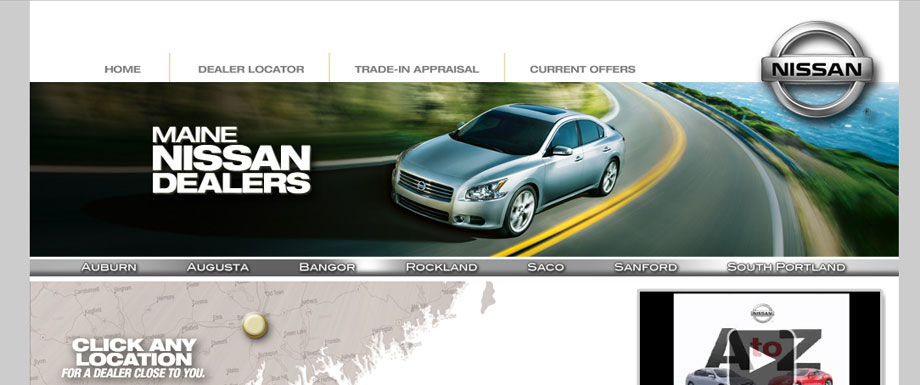 HOME DEALER LOCATOR TRADE-IN APPRAISAL CURRENT OFFERS
NISSAN
MAINE
NISSAN
DEALERS
AUBURN AUGUSTA BANGOR ROCKLAND SACO SANFORD SOUTH PORTLAND
CLICK ANY
LOCATION
FOR A DEALER CLOSE TO YOU.
A to Z